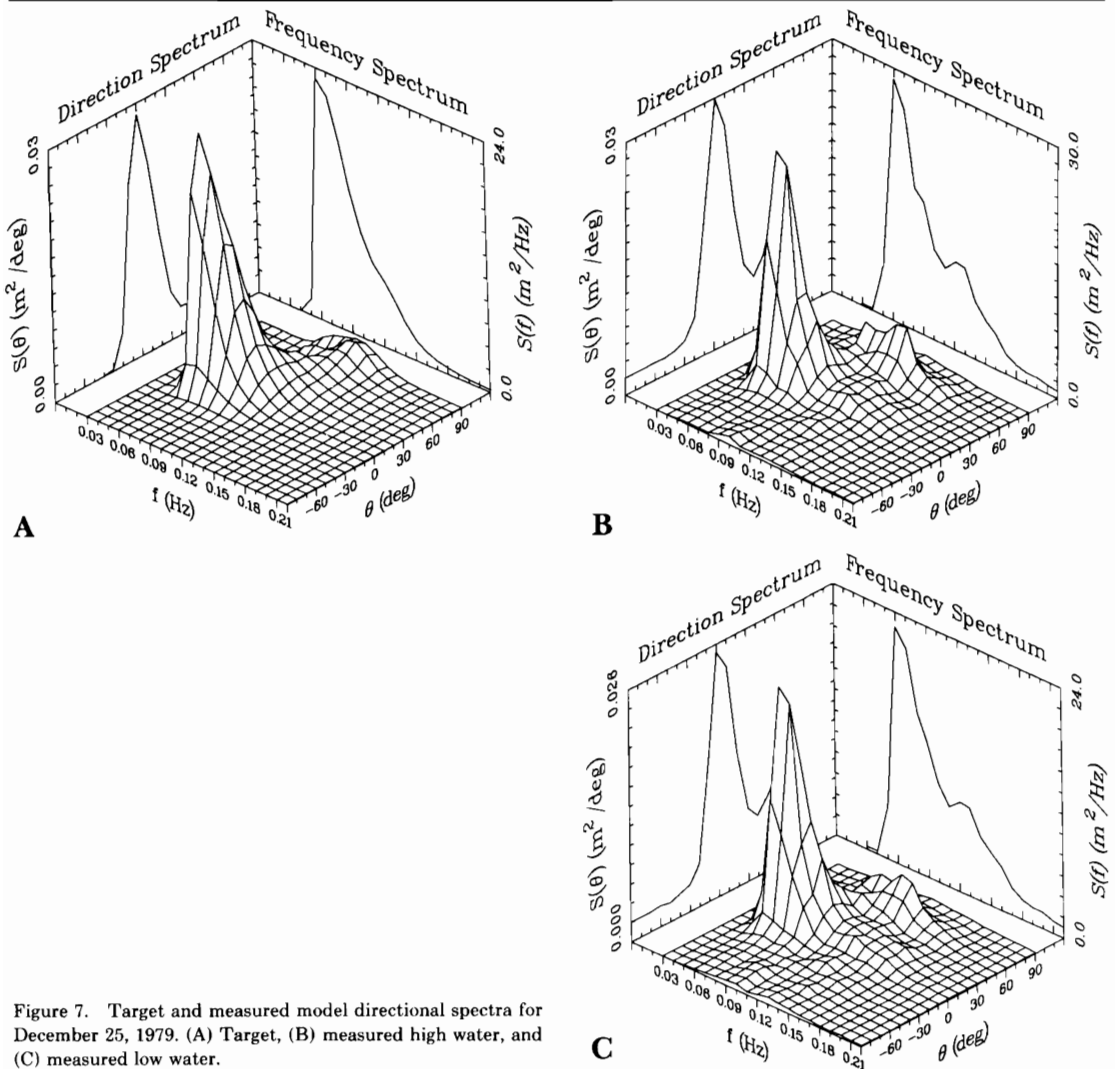 Direction Spectrum
Frequency Spectrum
0.03
24.0
S(θ) (m²/deg)
S(f) (m²/Hz)
0.00
0.0
0.03 0.06 0.09 0.12 0.15 0.18 0.21
-60 -30 0 30 60 90
f (Hz)
θ (deg)
A
Direction Spectrum
Frequency Spectrum
0.03
30.0
S(θ) (m²/deg)
S(f) (m²/Hz)
0.00
0.0
0.03 0.06 0.09 0.12 0.15 0.18 0.21
-60 -30 0 30 60 90
f (Hz)
θ (deg)
B
Direction Spectrum
Frequency Spectrum
0.026
24.0
S(θ) (m²/deg)
S(f) (m²/Hz)
0.000
0.0
0.03 0.06 0.09 0.12 0.15 0.18 0.21
-60 -30 0 30 60 90
f (Hz)
θ (deg)
C
Figure 7. Target and measured model directional spectra for
December 25, 1979. (A) Target, (B) measured high water, and
(C) measured low water.